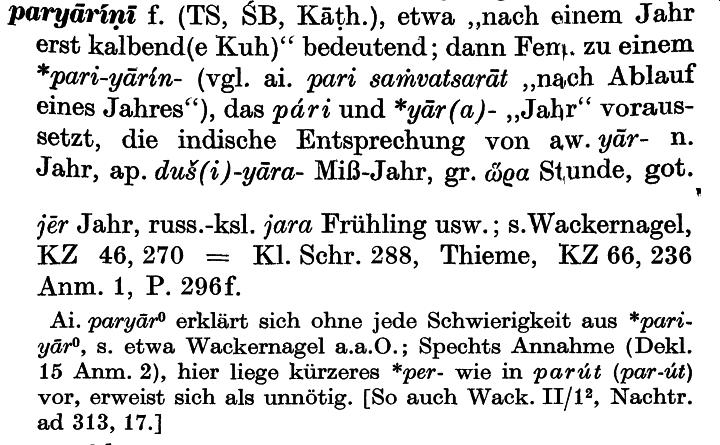 paryāríṇī f. (TS, ŚB, Kāṭh.), etwa „nach einem Jahr
erst kalbend(e Kuh)“ bedeutend; dann Fem. zu einem
*pari-yārín- (vgl. ai. pari saṁvatsarāt „nach Ablauf
eines Jahres“), das pári und *yār(a)- „Jahr“ voraus-
setzt, die indische Entsprechung von aw. yār- n.
Jahr, ap. duš(i)-yāra- Miß-Jahr, gr. ὥρα Stunde, got.
jēr Jahr, russ.-ksl. jara Frühling usw.; s. Wackernagel,
KZ 46, 270 = Kl. Schr. 288, Thieme, KZ 66, 236
Anm. 1, P. 296f.
Ai. paryār⁰ erklärt sich ohne jede Schwierigkeit aus *pari-
yār⁰, s. etwa Wackernagel a.a.O.; Spechts Annahme (Dekl.
15 Anm. 2), hier liege kürzeres *per- wie in parút (par-út)
vor, erweist sich als unnötig. [So auch Wack. II/1², Nachtr.
ad 313, 17.]